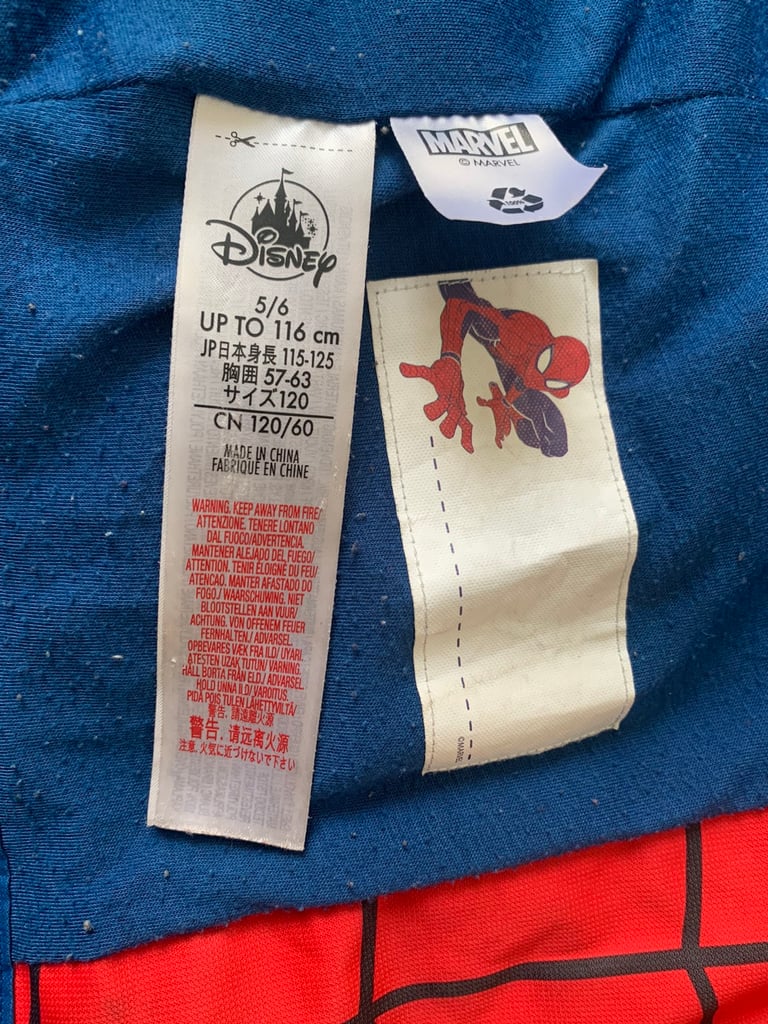 DISNEY
5/6
UP TO 116 cm
JP日本身長 115-125
胸囲 57-63
サイズ120
CN 120/60
MADE IN CHINA
FABRIQUÉ EN CHINE
WARNING. KEEP AWAY FROM FIRE/
ATTENZIONE. TENERE LONTANO
DAL FUOCO/ADVERTENCIA.
MANTENER ALEJADO DEL FUEGO/
ATTENTION. TENIR ÉLOIGNÉ DU FEU/
ATENCAO. MANTER AFASTADO DO
FOGO./ WAARSCHUWING. NIET
BLOOTSTELLEN AAN VUUR/
ACHTUNG. VON OFFENEM FEUER
FERNHALTEN./ ADVARSEL.
OPBEVARES VÆK FRA ILD/ UYARI.
ATESTEN UZAK TUTUN/ VARNING.
HÅLL BORTA FRÅN ELD./ ADVARSEL.
HOLD UNNA ILD/VAROITUS.
PIDÄ POIS TULEN LÄHETTYVILTÄ/
警告. 請遠離火源
警告. 请远离火源
注意. 火気に近づけないで下さい
MARVEL
© MARVEL
100%